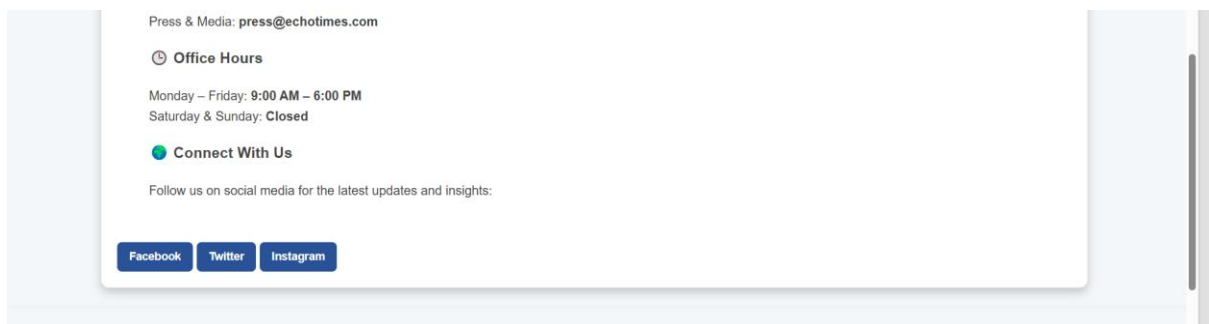 Press & Media: press@echotimes.com
🕒 Office Hours
Monday – Friday: 9:00 AM – 6:00 PM
Saturday & Sunday: Closed
🌍 Connect With Us
Follow us on social media for the latest updates and insights:
Facebook Twitter Instagram